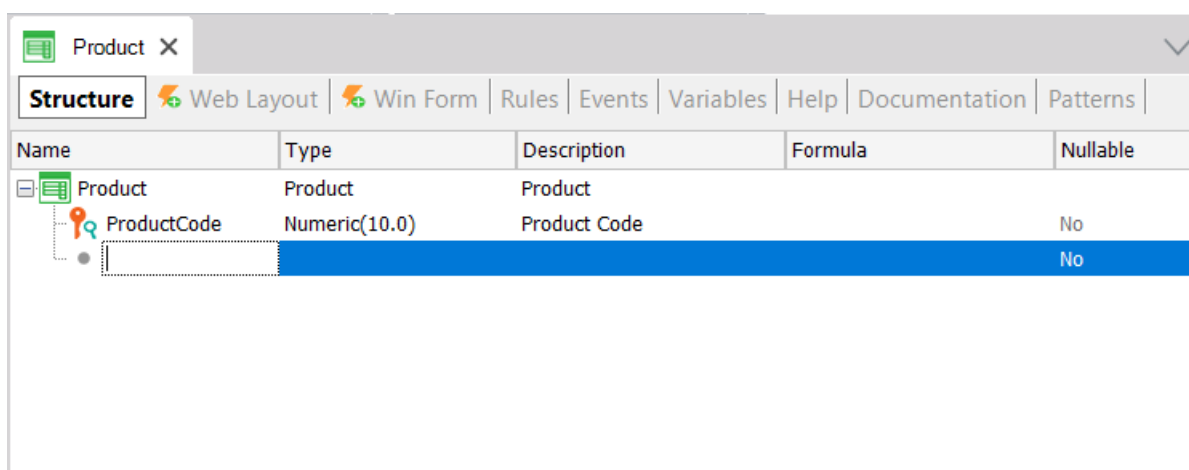 Product
Structure Web Layout Win Form Rules Events Variables Help Documentation Patterns
Name Type Description Formula Nullable
Product Product Product
ProductCode Numeric(10.0) Product Code No
No